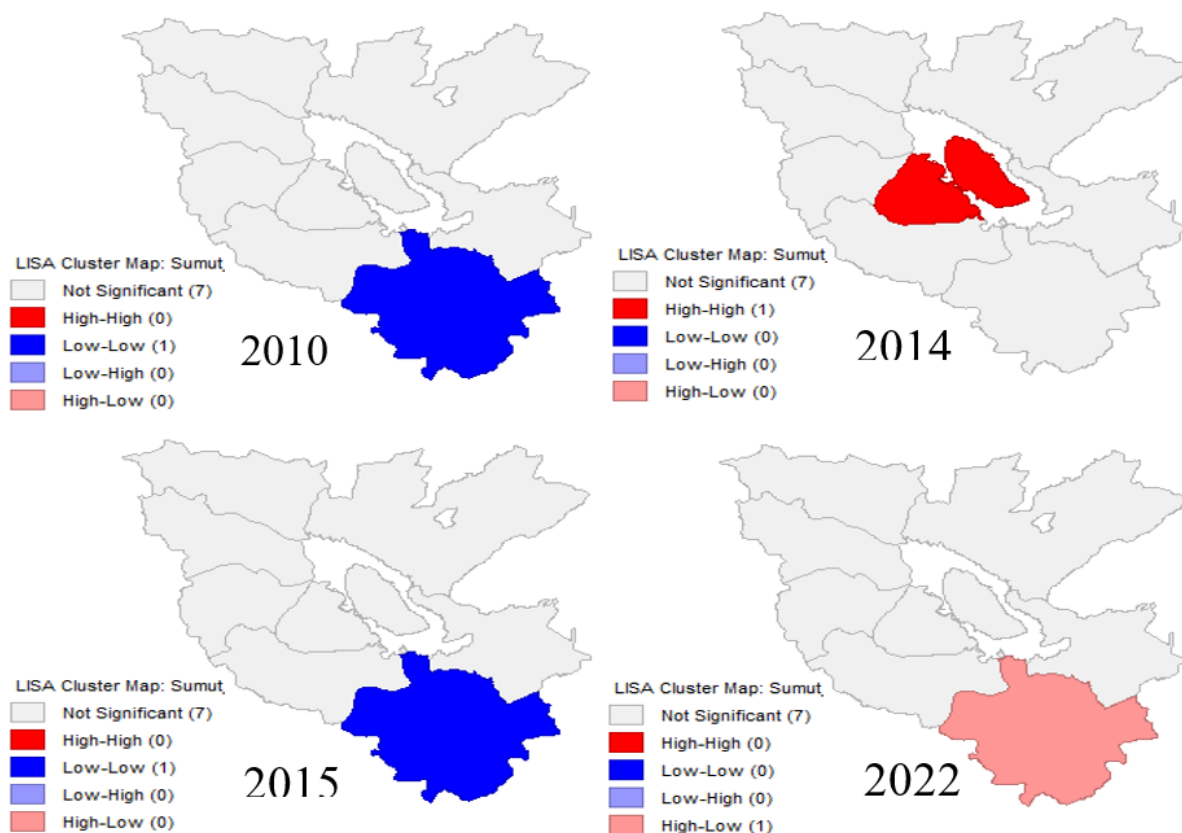 LISA Cluster Map: Sumut
Not Significant (7)
High-High (0)
Low-Low (1)
Low-High (0)
High-Low (0)
2010
LISA Cluster Map: Sumut
Not Significant (7)
High-High (1)
Low-Low (0)
Low-High (0)
High-Low (0)
2014
LISA Cluster Map: Sumut
Not Significant (7)
High-High (0)
Low-Low (1)
Low-High (0)
High-Low (0)
2015
LISA Cluster Map: Sumut
Not Significant (7)
High-High (0)
Low-Low (0)
Low-High (0)
High-Low (1)
2022